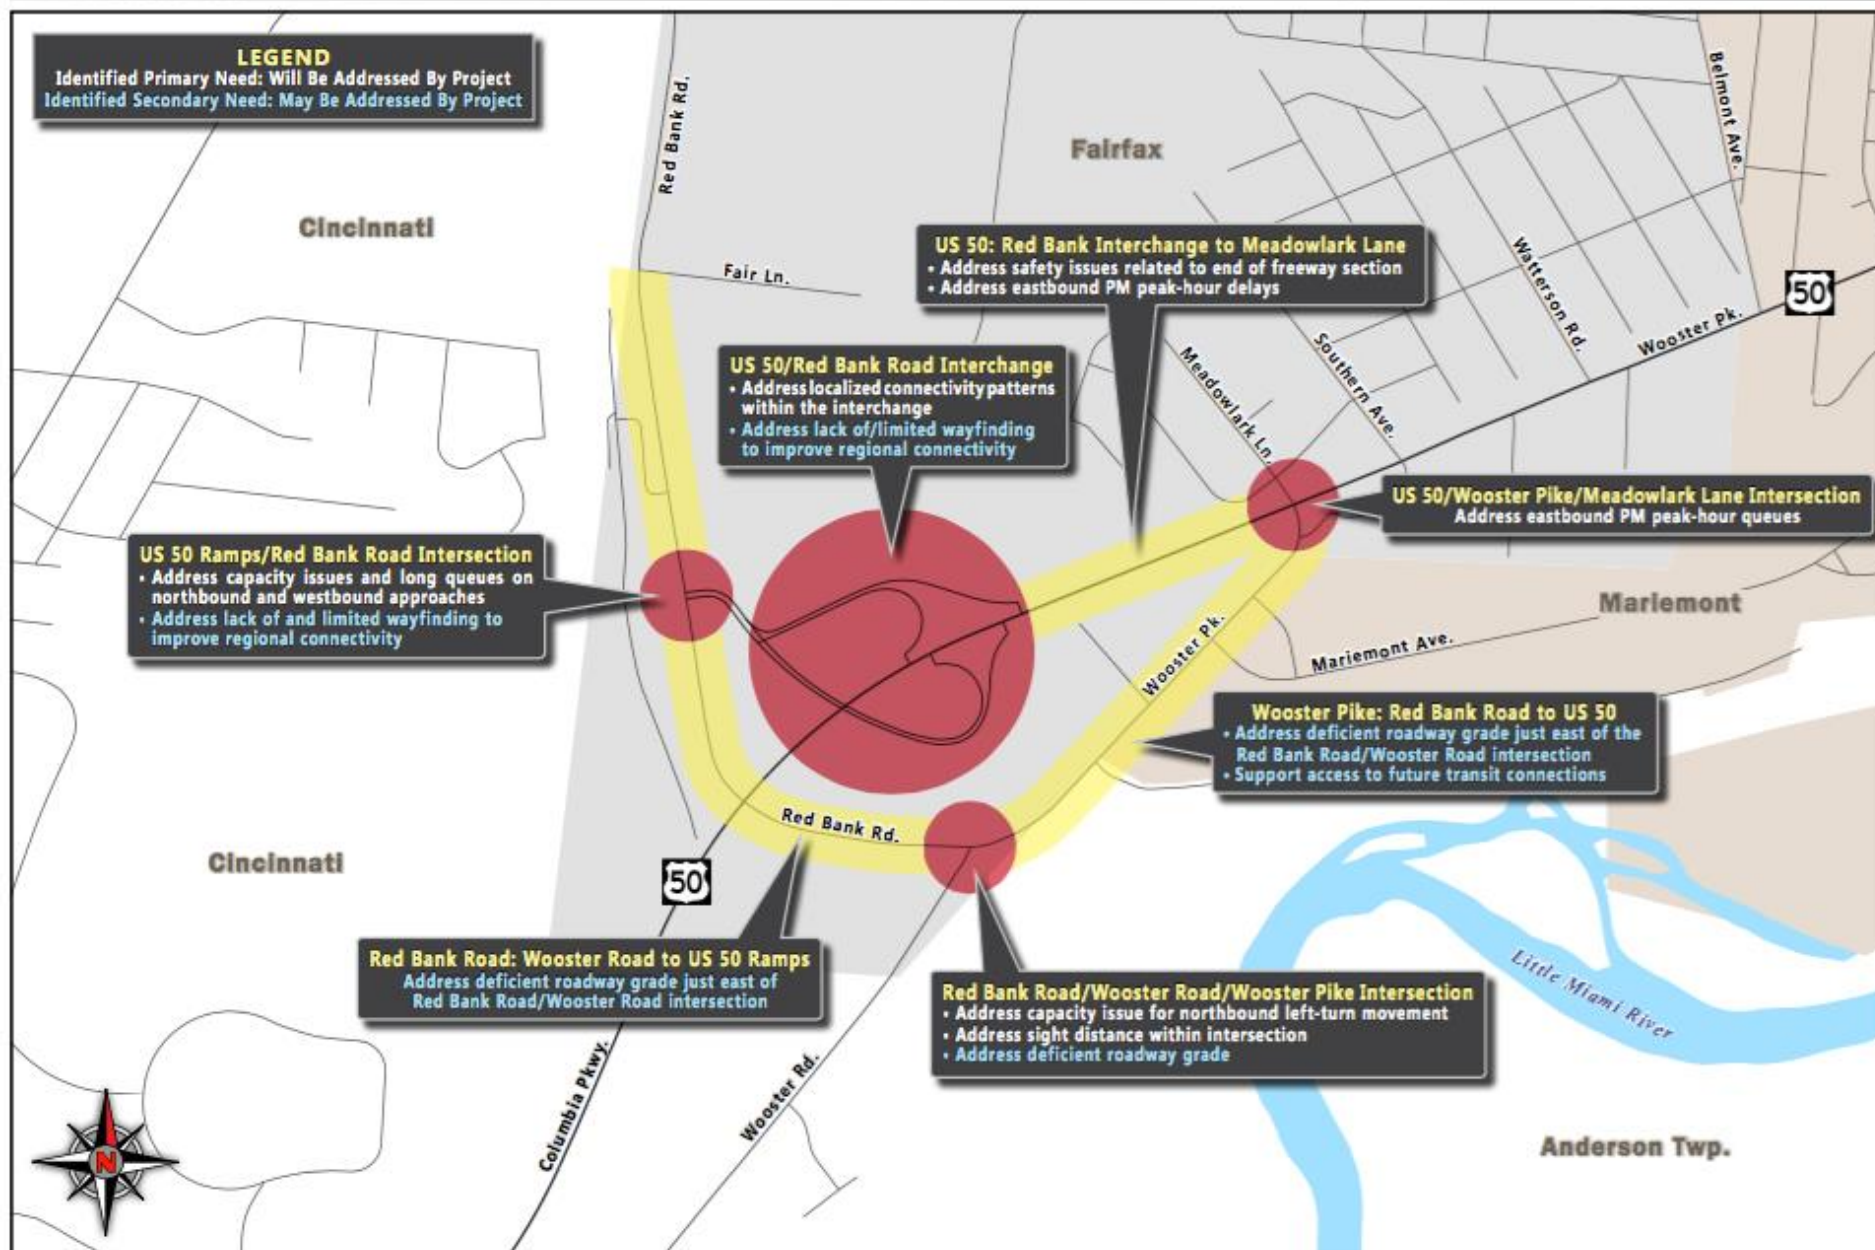 LEGEND
Identified Primary Need: Will Be Addressed By Project
Identified Secondary Need: May Be Addressed By Project
Red Bank Rd.
Belmont Ave.
Fairfax
Cincinnati
Fair Ln.
US 50: Red Bank Interchange to Meadowlark Lane
• Address safety issues related to end of freeway section
• Address eastbound PM peak-hour delays
Watterson Rd.
50
Wooster Pk.
Southern Ave.
Meadowlark Ln.
US 50/Red Bank Road Interchange
• Address localized connectivity patterns
within the interchange
• Address lack of/limited wayfinding
to improve regional connectivity
US 50/Wooster Pike/Meadowlark Lane Intersection
Address eastbound PM peak-hour queues
US 50 Ramps/Red Bank Road Intersection
• Address capacity issues and long queues on
northbound and westbound approaches
• Address lack of and limited wayfinding to
improve regional connectivity
Mariemont
Mariemont Ave.
Wooster Pk.
Wooster Pike: Red Bank Road to US 50
• Address deficient roadway grade just east of the
Red Bank Road/Wooster Road intersection
• Support access to future transit connections
Red Bank Rd.
Cincinnati
50
Red Bank Road: Wooster Road to US 50 Ramps
Address deficient roadway grade just east of
Red Bank Road/Wooster Road intersection
Red Bank Road/Wooster Road/Wooster Pike Intersection
• Address capacity issue for northbound left-turn movement
• Address sight distance within intersection
• Address deficient roadway grade
Little Miami River
Columbia Pkwy.
Wooster Rd.
Anderson Twp.
N